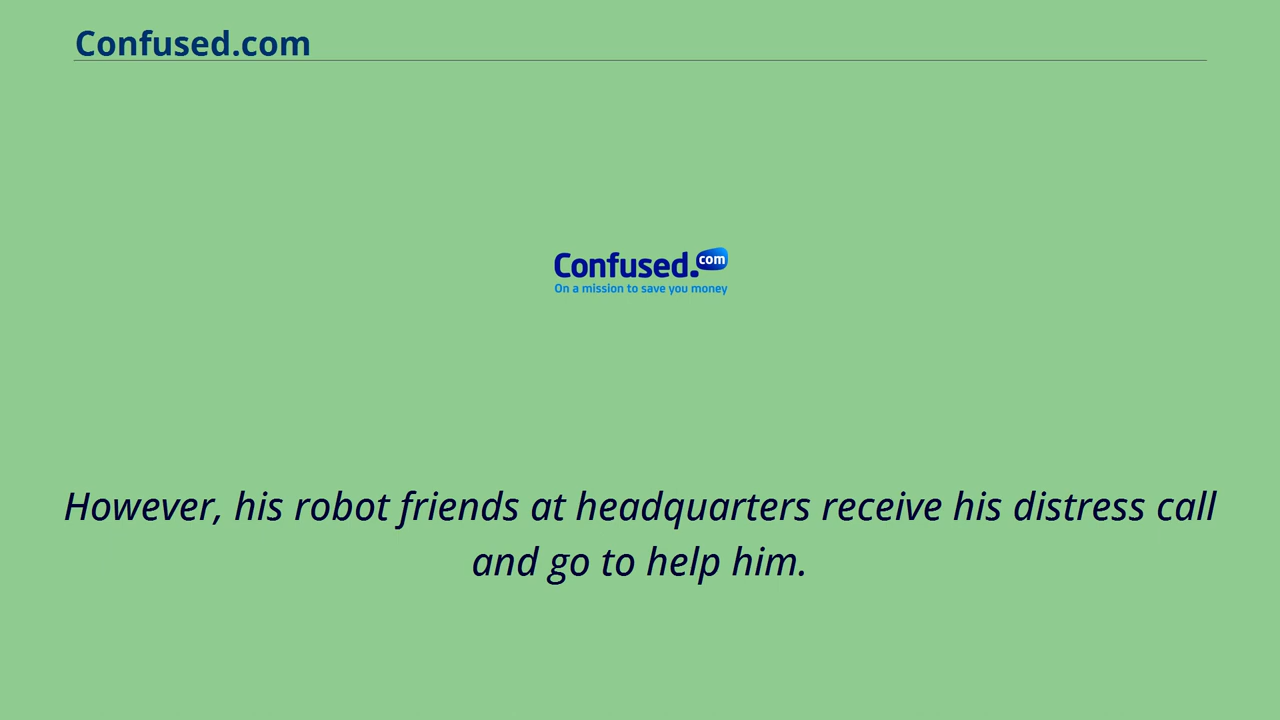 Confused.com
Confused.com
On a mission to save you money
However, his robot friends at headquarters receive his distress call
and go to help him.